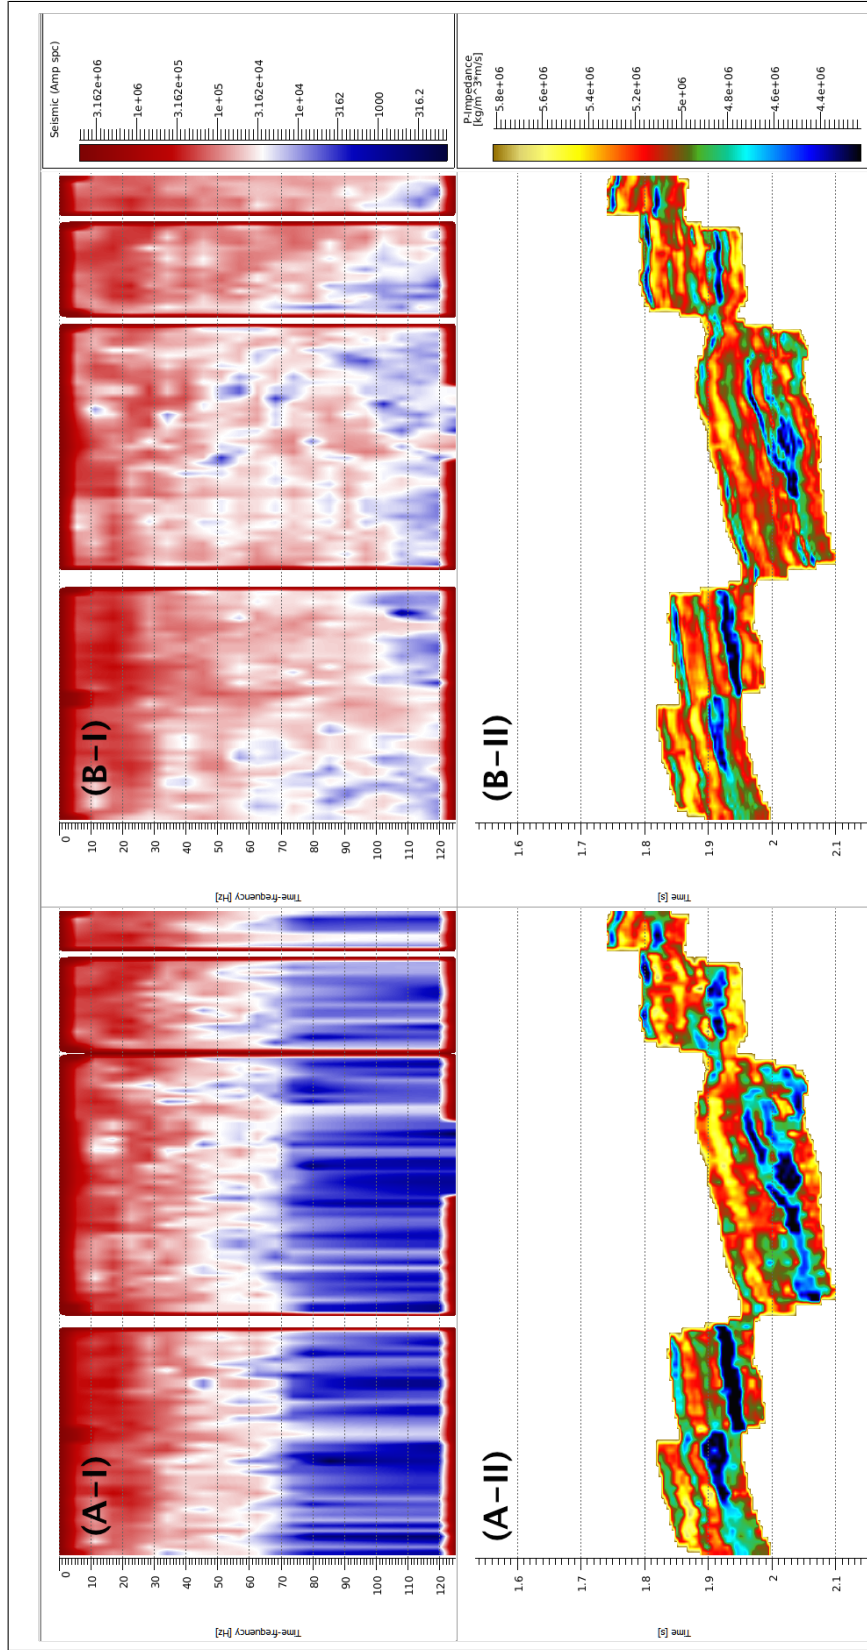 (A-I)
0
10
20
30
40
50
60
70
80
90
100
110
120
Time-frequency [Hz]
(B-I)
0
10
20
30
40
50
60
70
80
90
100
110
120
Time-frequency [Hz]
Seismic (Amp spc)
3.162e+06
1e+06
3.162e+05
1e+05
3.162e+04
1e+04
3162
1000
316.2
(A-II)
1.6
1.7
1.8
1.9
2
2.1
Time [s]
(B-II)
1.6
1.7
1.8
1.9
2
2.1
Time [s]
P-Impedance
[kg/m^3*m/s]
5.8e+06
5.6e+06
5.4e+06
5.2e+06
5e+06
4.8e+06
4.6e+06
4.4e+06